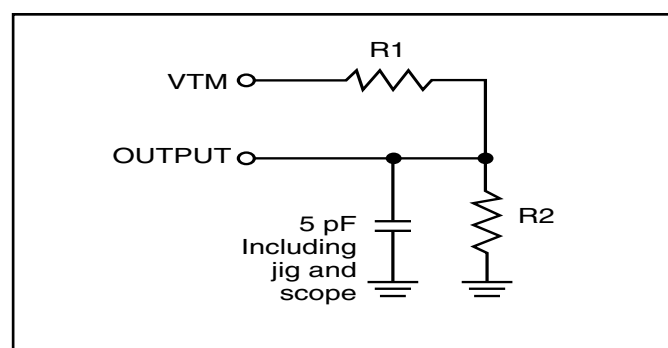 R1
VTM
OUTPUT
R2
5 pF
Including
jig and
scope